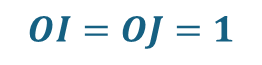 OI = OJ = 1